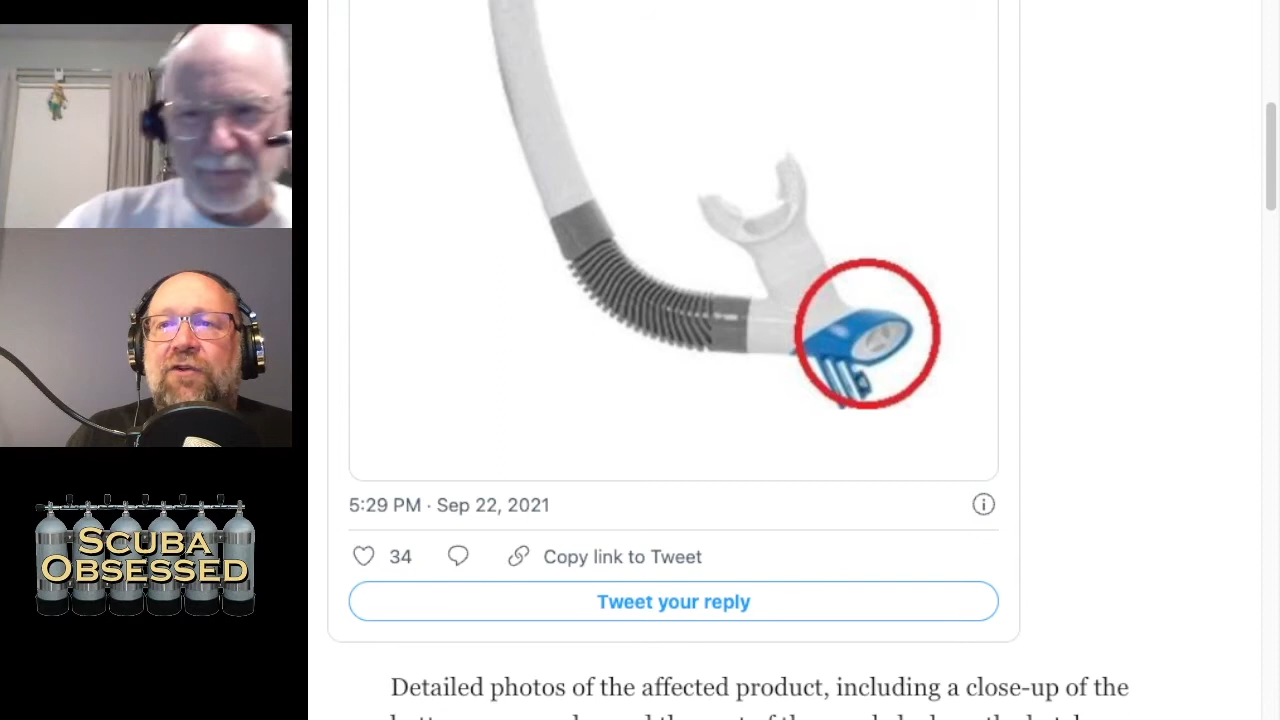 SCUBA
OBSESSED
5:29 PM · Sep 22, 2021
34
Copy link to Tweet
Tweet your reply
Detailed photos of the affected product, including a close-up of the